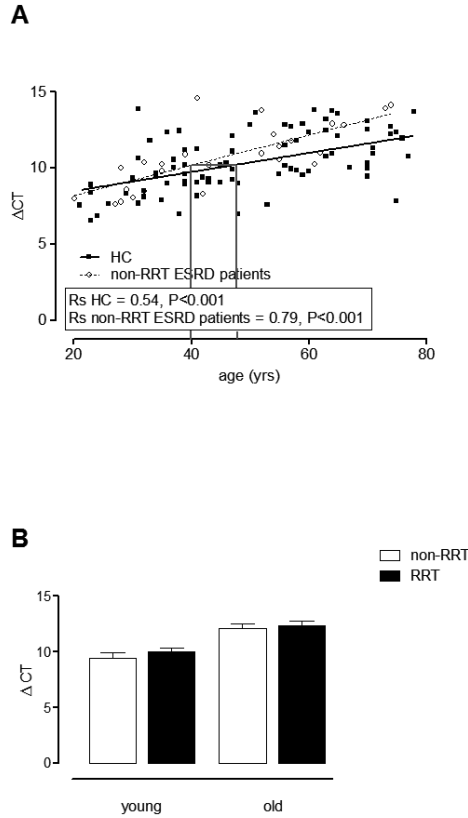 A
15
10
5
0
ΔCT
HC
non-RRT ESRD patients
Rs HC = 0.54, P<0.001
Rs non-RRT ESRD patients = 0.79, P<0.001
20 40 60 80
age (yrs)
B
non-RRT
RRT
15
10
5
0
Δ CT
young old